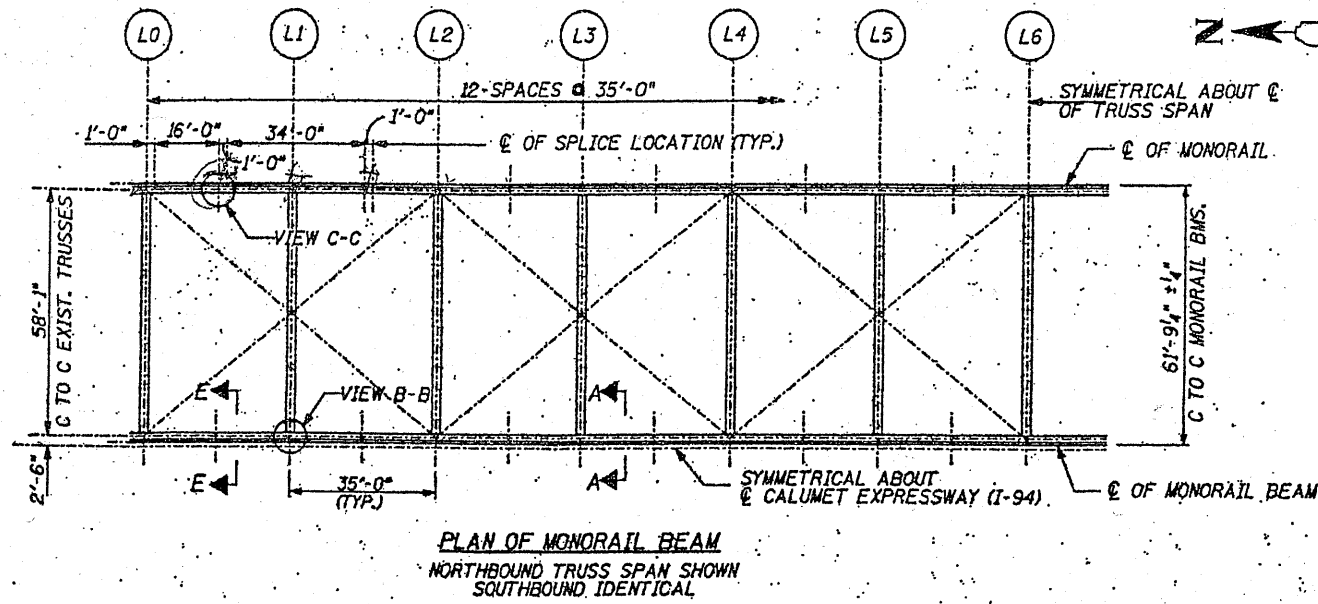 L0 L1 L2 L3 L4 L5 L6
N
12-SPACES @ 35'-0"
SYMMETRICAL ABOUT ℄
OF TRUSS SPAN
1'-0" 16'-0" 34'-0" 1'-0"
℄ OF SPLICE LOCATION (TYP.)
1'-0"
℄ OF MONORAIL
VIEW C-C
58'-1"
C TO C EXIST. TRUSSES
61'-9¼" ±¼"
C TO C MONORAIL BMS.
E
VIEW B-B
A
2'-6"
E
35'-0"
(TYP.)
A
SYMMETRICAL ABOUT
℄ CALUMET EXPRESSWAY (I-94)
℄ OF MONORAIL BEAM
PLAN OF MONORAIL BEAM
NORTHBOUND TRUSS SPAN SHOWN
SOUTHBOUND IDENTICAL